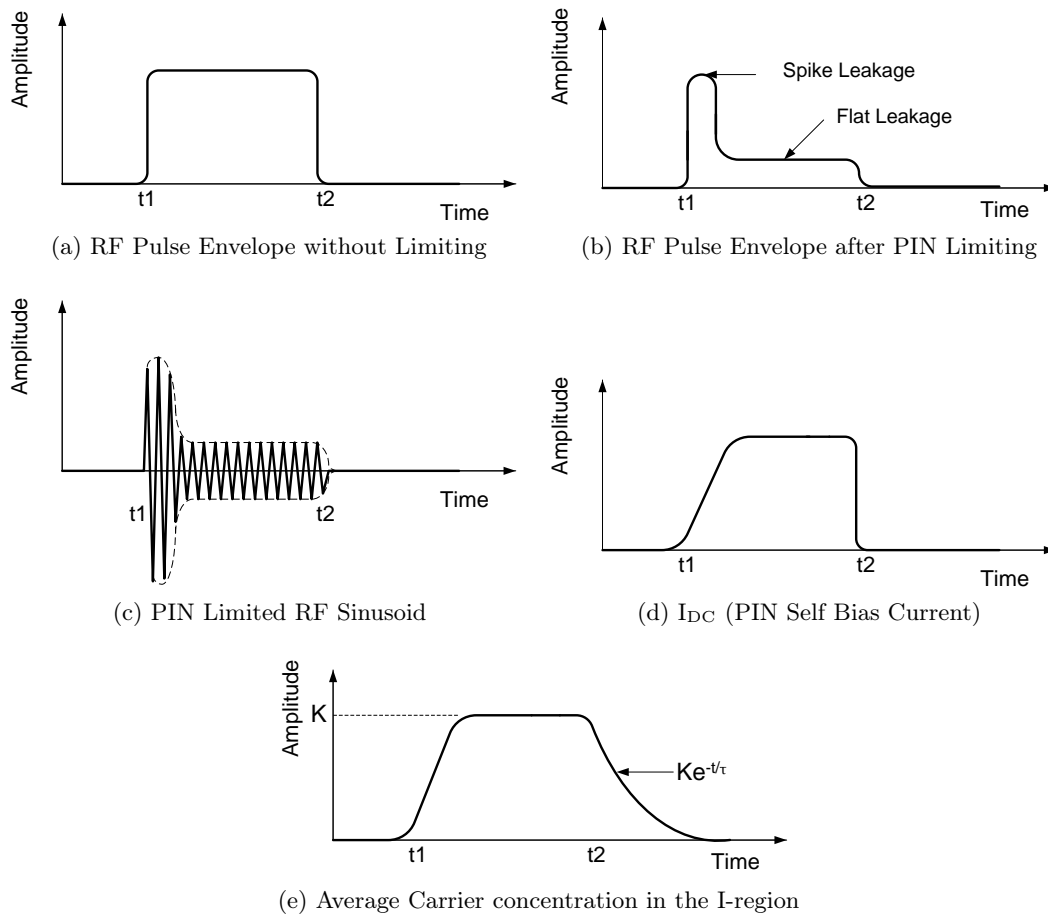 Amplitude
t1
t2
Time
(a) RF Pulse Envelope without Limiting
Amplitude
Spike Leakage
Flat Leakage
t1
t2
Time
(b) RF Pulse Envelope after PIN Limiting
Amplitude
t1
t2
Time
(c) PIN Limited RF Sinusoid
Amplitude
t1
t2
Time
(d) I_DC (PIN Self Bias Current)
Amplitude
K
Ke^-t/τ
t1
t2
Time
(e) Average Carrier concentration in the I-region